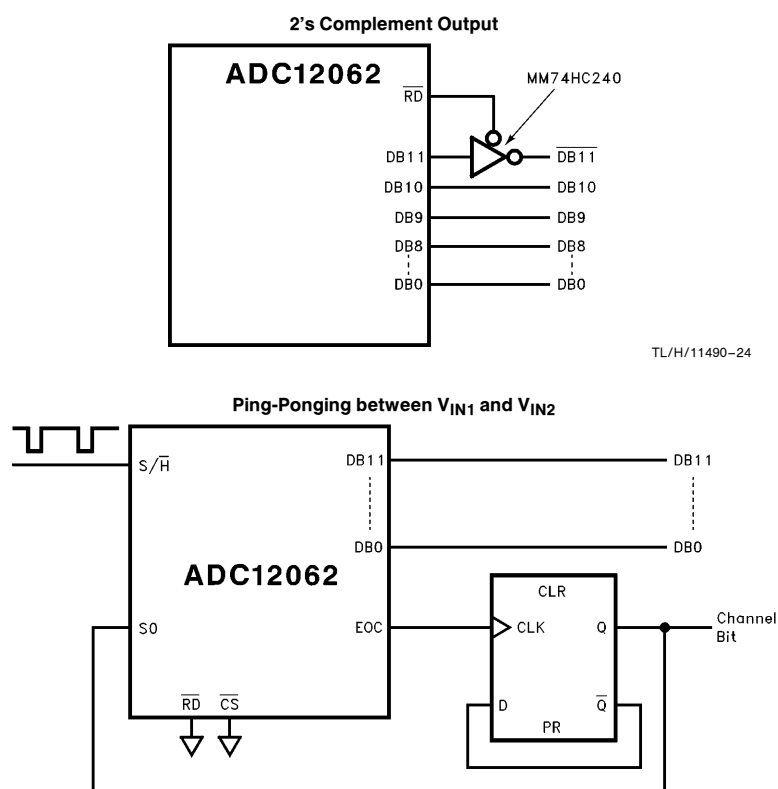 2's Complement Output
ADC12062
MM74HC240
RD
DB11 DB11
DB10 DB10
DB9 DB9
DB8 DB8
DB0 DB0
TL/H/11490–24
Ping-Ponging between VIN1 and VIN2
S/H DB11 DB11
DB0 DB0
ADC12062
CLR
S0 EOC CLK Q Channel
Bit
RD CS D Q
PR